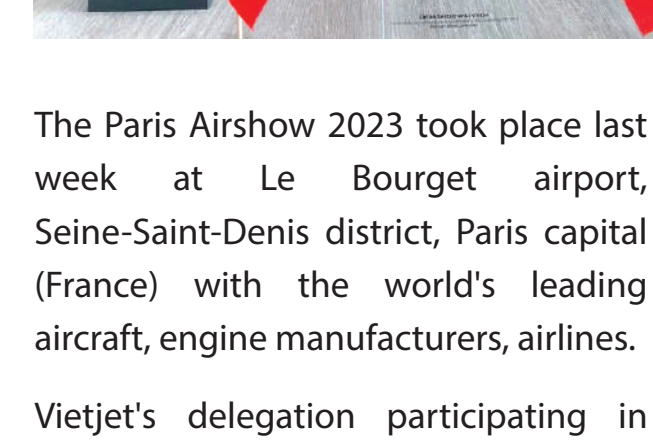 The Paris Airshow 2023 took place last
week at Le Bourget airport,
Seine-Saint-Denis district, Paris capital
(France) with the world's leading
aircraft, engine manufacturers, airlines.
Vietjet's delegation participating in